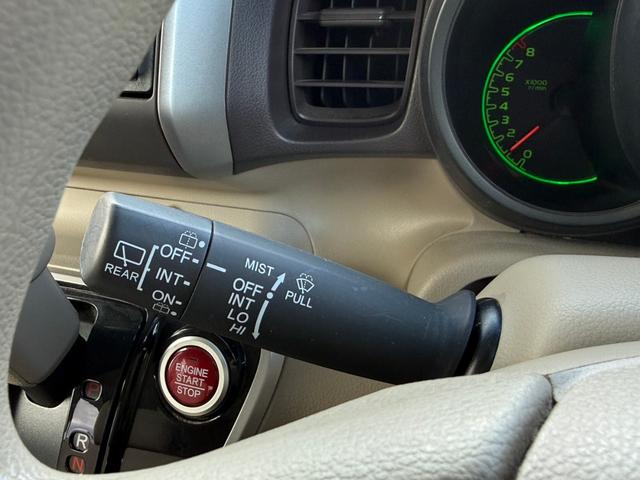 8
7
6
5
4
3
2
0
X1000
r/min
OFF
INT
ON
REAR
MIST
OFF
INT
LO
HI
PULL
ENGINE
START
STOP
P
R
N